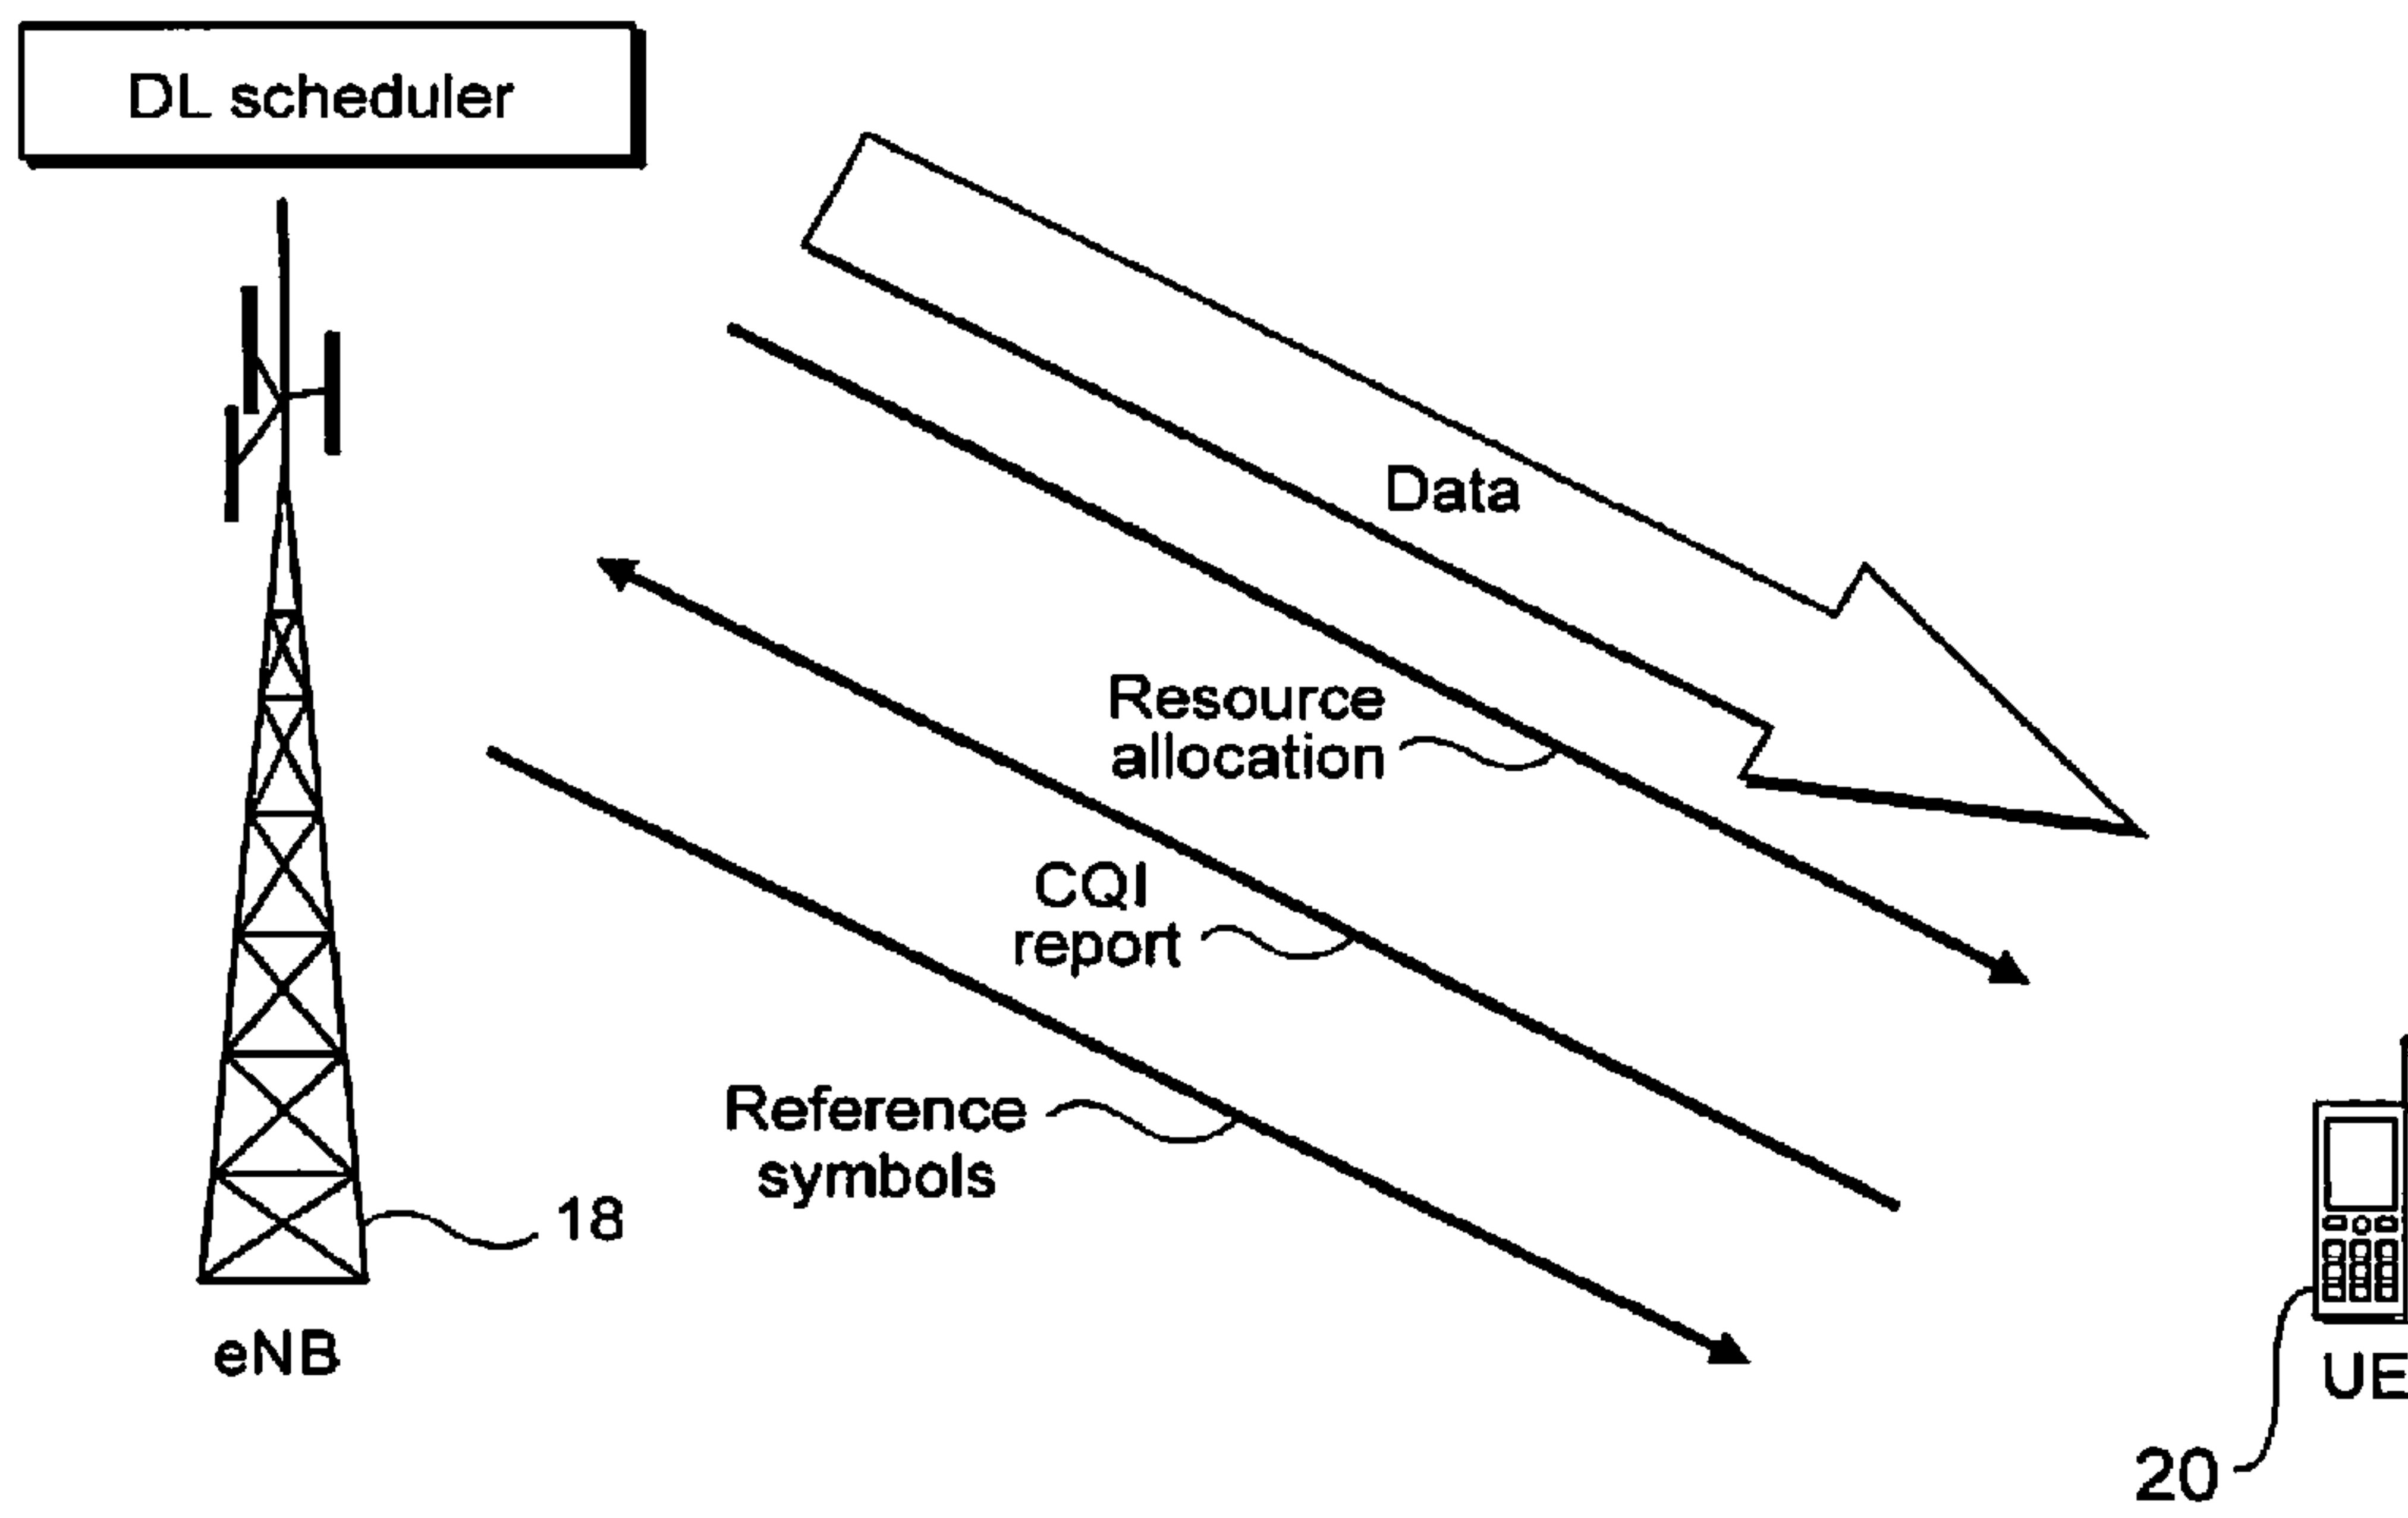 DL scheduler
Data
Resource
allocation
CQI
report
Reference
symbols
18
eNB
UE
20